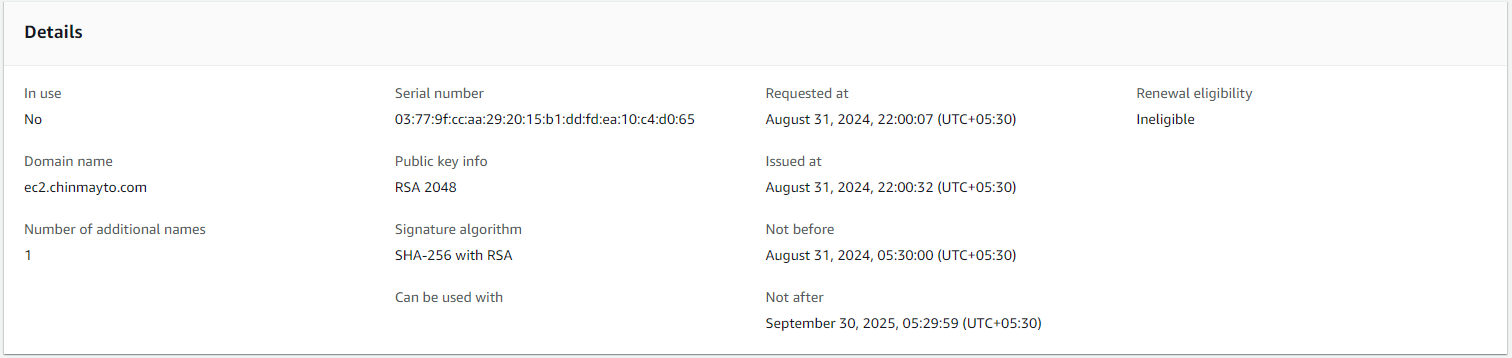 Details
In use
No
Domain name
ec2.chinmayto.com
Number of additional names
1
Serial number
03:77:9f:cc:aa:29:20:15:b1:dd:fd:ea:10:c4:d0:65
Public key info
RSA 2048
Signature algorithm
SHA-256 with RSA
Can be used with
Requested at
August 31, 2024, 22:00:07 (UTC+05:30)
Issued at
August 31, 2024, 22:00:32 (UTC+05:30)
Not before
August 31, 2024, 05:30:00 (UTC+05:30)
Not after
September 30, 2025, 05:29:59 (UTC+05:30)
Renewal eligibility
Ineligible